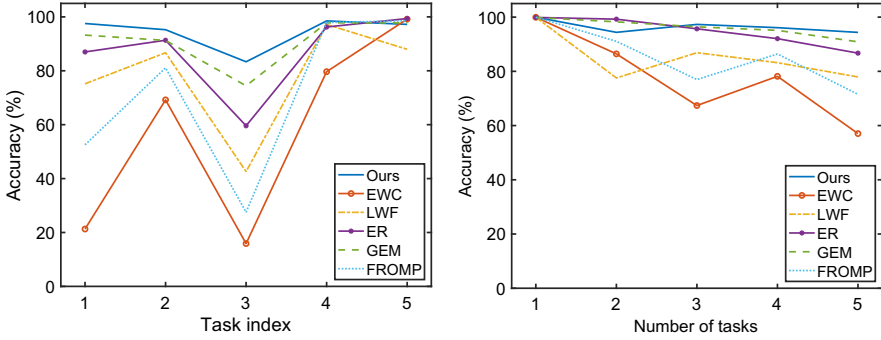 100
80
60
40
20
0
Accuracy (%)
Ours
EWC
LWF
ER
GEM
FROMP
1 2 3 4 5
Task index
100
80
60
40
20
0
Accuracy (%)
Ours
EWC
LWF
ER
GEM
FROMP
1 2 3 4 5
Number of tasks